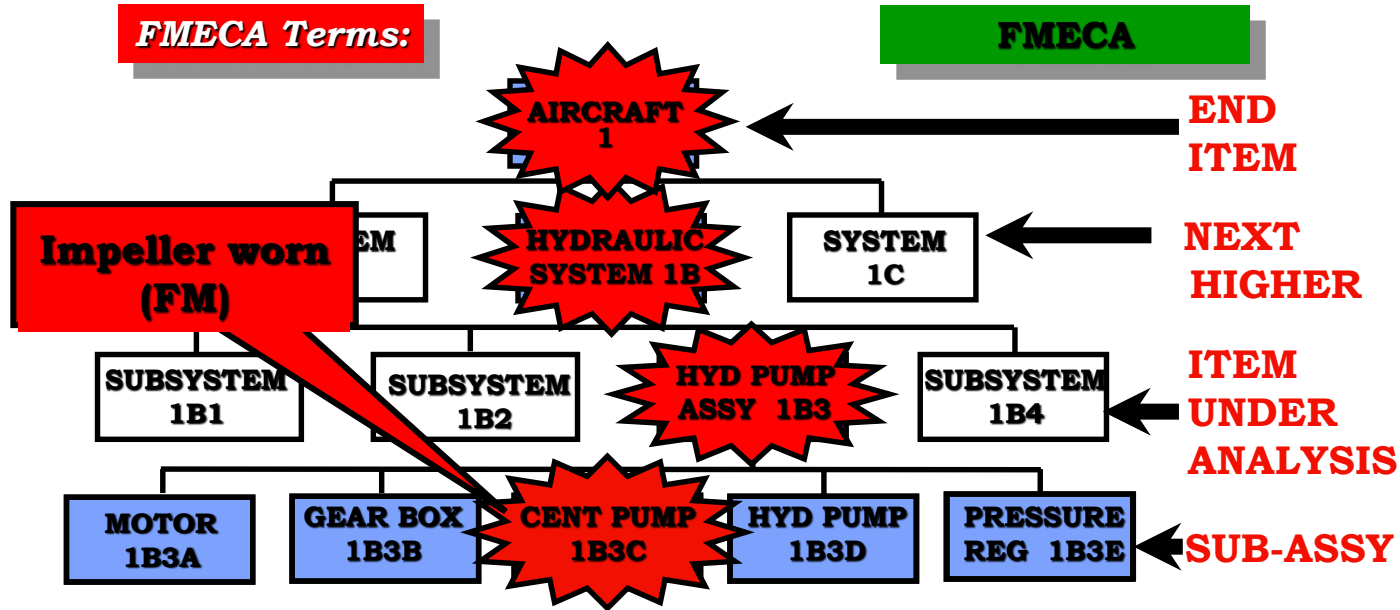 FMECA Terms:
FMECA
AIRCRAFT
1
END
ITEM
Impeller worn
(FM)
EM
HYDRAULIC
SYSTEM 1B
SYSTEM
1C
NEXT
HIGHER
SUBSYSTEM
1B1
SUBSYSTEM
1B2
HYD PUMP
ASSY 1B3
SUBSYSTEM
1B4
ITEM
UNDER
ANALYSIS
MOTOR
1B3A
GEAR BOX
1B3B
CENT PUMP
1B3C
HYD PUMP
1B3D
PRESSURE
REG 1B3E
SUB-ASSY